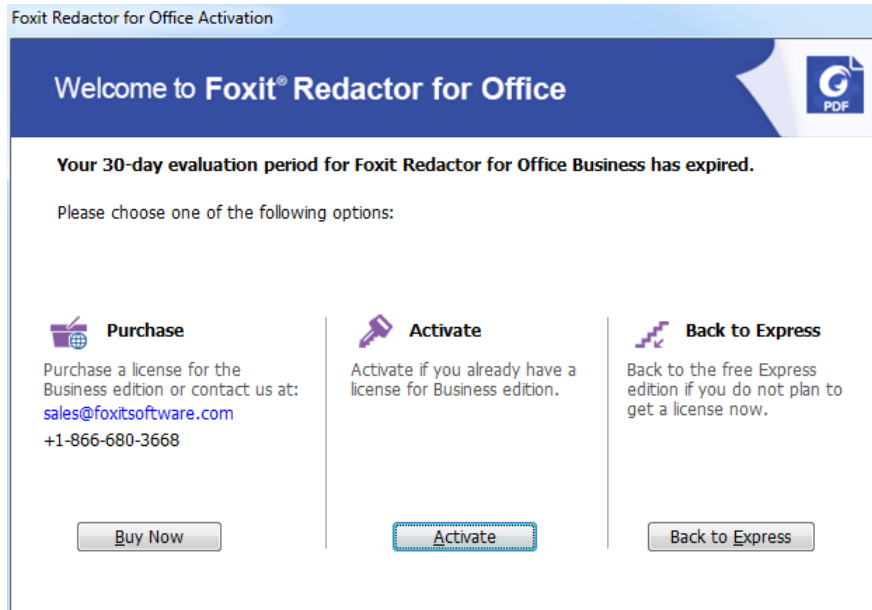 Foxit Redactor for Office Activation
Welcome to Foxit® Redactor for Office
PDF
Your 30-day evaluation period for Foxit Redactor for Office Business has expired.
Please choose one of the following options:
Purchase
Purchase a license for the
Business edition or contact us at:
sales@foxitsoftware.com
+1-866-680-3668
Buy Now
Activate
Activate if you already have a
license for Business edition.
Activate
Back to Express
Back to the free Express
edition if you do not plan to
get a license now.
Back to Express